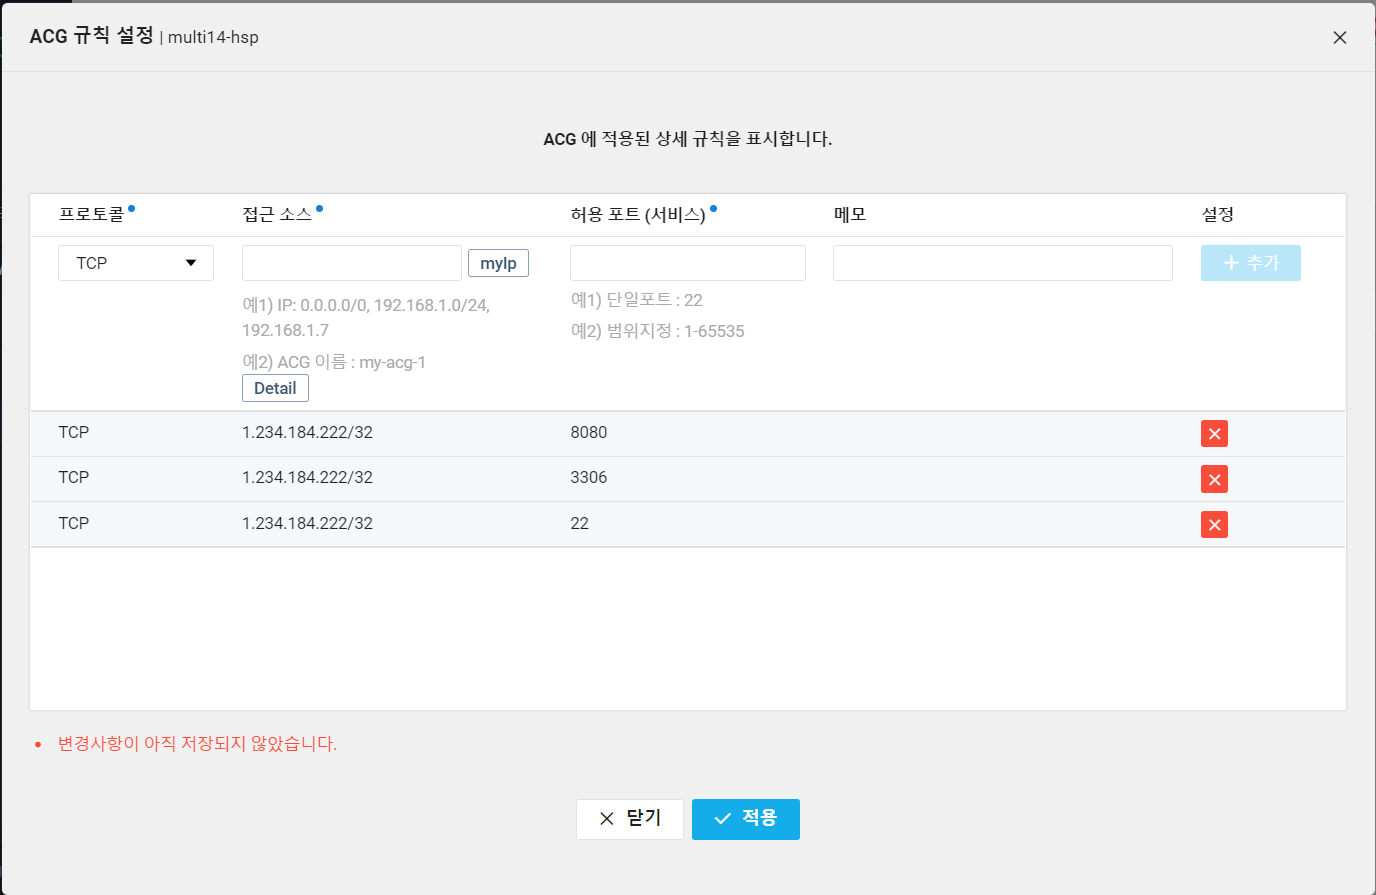 ACG 규칙 설정 | multi14-hsp
ACG 에 적용된 상세 규칙을 표시합니다.
프로토콜 접근 소스 허용 포트 (서비스) 메모 설정
TCP myIp + 추가
예1) IP: 0.0.0.0/0, 192.168.1.0/24,
192.168.1.7
예2) ACG 이름 : my-acg-1
Detail
예1) 단일포트 : 22
예2) 범위지정 : 1-65535
TCP 1.234.184.222/32 8080
TCP 1.234.184.222/32 3306
TCP 1.234.184.222/32 22
• 변경사항이 아직 저장되지 않았습니다.
닫기 적용